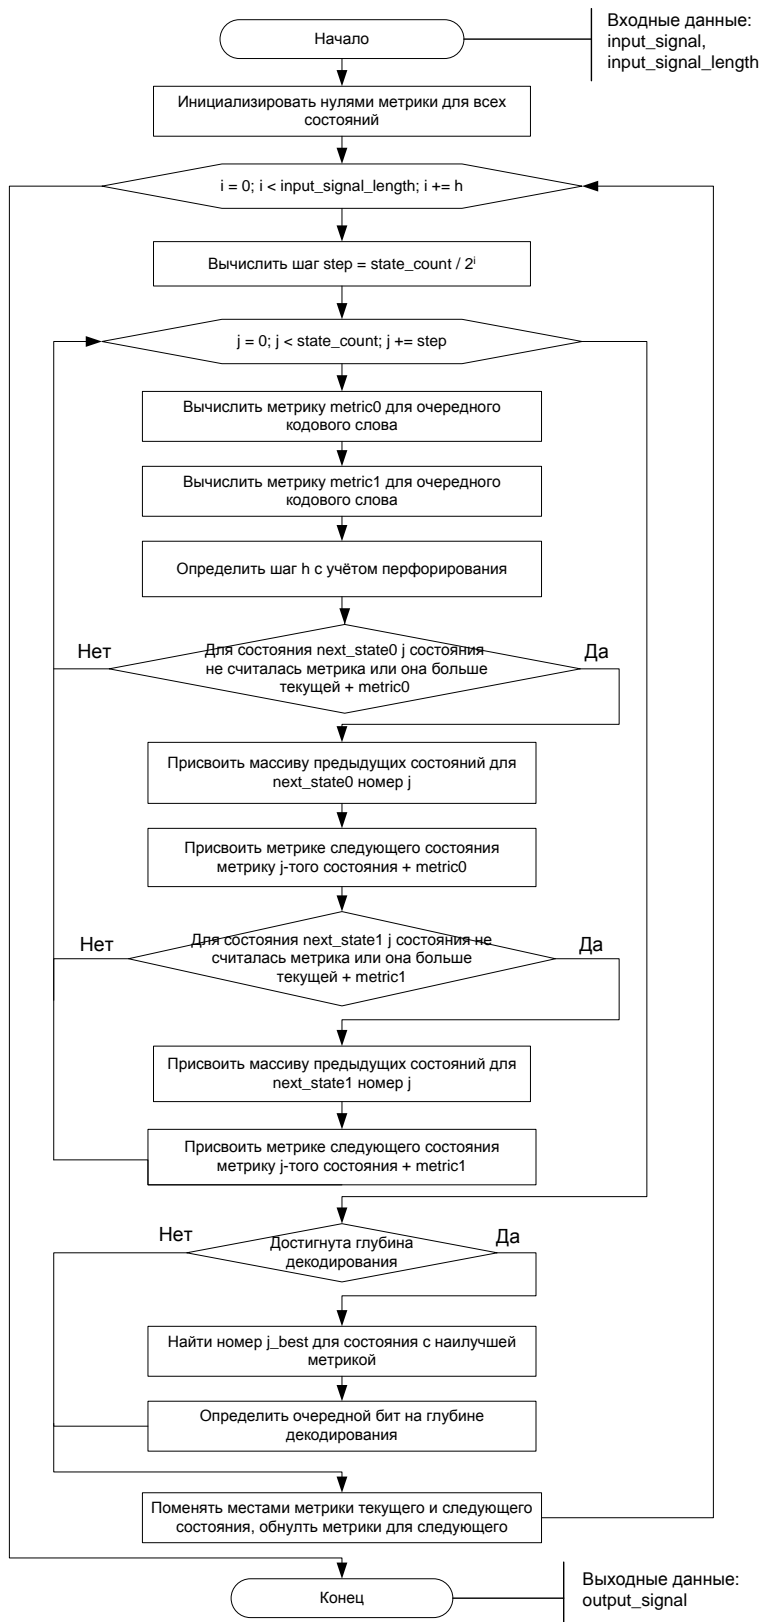 Начало
Входные данные:
input_signal,
input_signal_length
Инициализировать нулями метрики для всех
состояний
i = 0; i < input_signal_length; i += h
Вычислить шаг step = state_count / 2ⁱ
j = 0; j < state_count; j += step
Вычислить метрику metric0 для очередного
кодового слова
Вычислить метрику metric1 для очередного
кодового слова
Определить шаг h с учётом перфорирования
Нет
Для состояния next_state0 j состояния
не считалась метрика или она больше
текущей + metric0
Да
Присвоить массиву предыдущих состояний для
next_state0 номер j
Присвоить метрике следующего состояния
метрику j-того состояния + metric0
Нет
Для состояния next_state1 j состояния не
считалась метрика или она больше
текущей + metric1
Да
Присвоить массиву предыдущих состояний для
next_state1 номер j
Присвоить метрике следующего состояния
метрику j-того состояния + metric1
Нет
Достигнута глубина
декодирования
Да
Найти номер j_best для состояния с наилучшей
метрикой
Определить очередной бит на глубине
декодирования
Поменять местами метрики текущего и следующего
состояния, обнулть метрики для следующего
Конец
Выходные данные:
output_signal